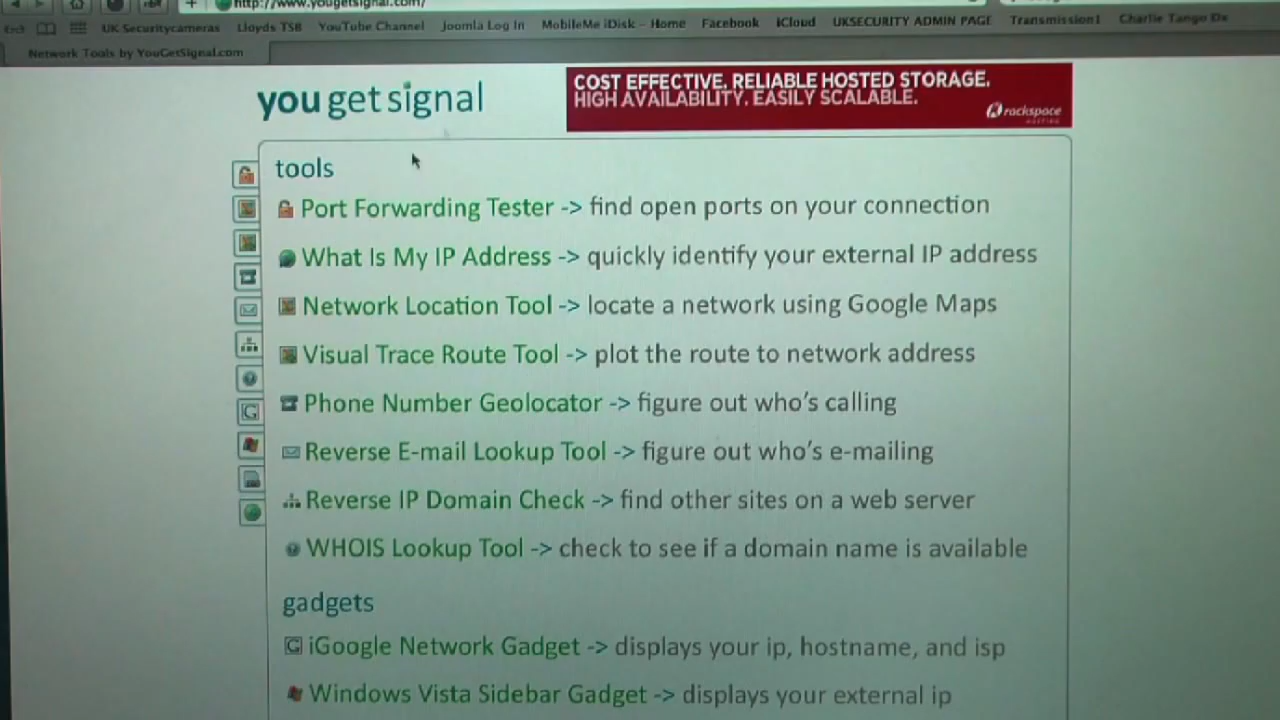 http://www.yougetsignal.com/
UK Securitycameras Lloyds TSB YouTube Channel Joomla Log In MobileMe iDisk - Home Facebook iCloud UKSECURITY ADMIN PAGE Transmission1 Charlie Tango Dx
Network Tools by YouGetSignal.com
you get signal
COST EFFECTIVE. RELIABLE HOSTED STORAGE.
HIGH AVAILABILITY. EASILY SCALABLE.
rackspace
HOSTING
tools
Port Forwarding Tester -> find open ports on your connection
What Is My IP Address -> quickly identify your external IP address
Network Location Tool -> locate a network using Google Maps
Visual Trace Route Tool -> plot the route to network address
Phone Number Geolocator -> figure out who's calling
Reverse E-mail Lookup Tool -> figure out who's e-mailing
Reverse IP Domain Check -> find other sites on a web server
WHOIS Lookup Tool -> check to see if a domain name is available
gadgets
iGoogle Network Gadget -> displays your ip, hostname, and isp
Windows Vista Sidebar Gadget -> displays your external ip